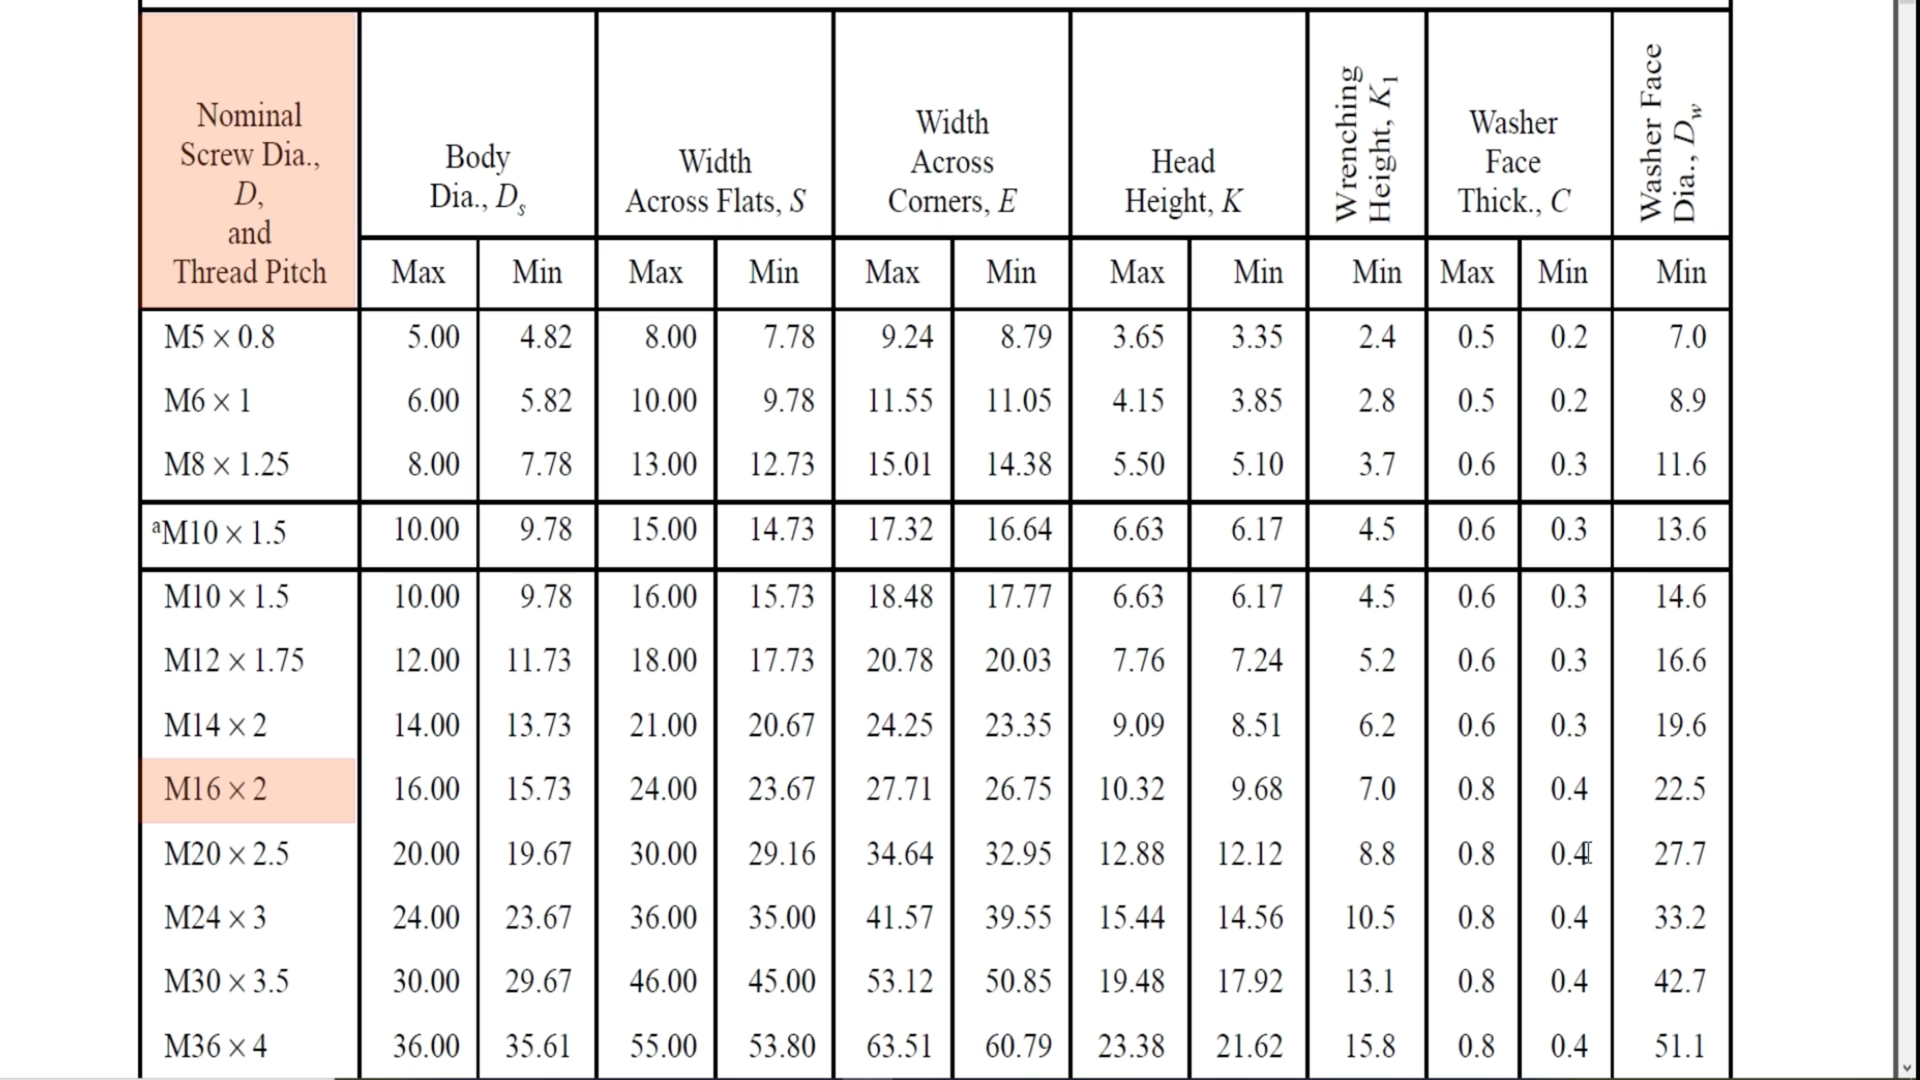 Nominal
Screw Dia.,
D,
and
Thread Pitch
Body
Dia., Ds
Width
Across Flats, S
Width
Across
Corners, E
Head
Height, K
Wrenching
Height, K1
Washer
Face
Thick., C
Washer Face
Dia., Dw
Max Min Max Min Max Min Max Min Min Max Min Min
M5 × 0.8 5.00 4.82 8.00 7.78 9.24 8.79 3.65 3.35 2.4 0.5 0.2 7.0
M6 × 1 6.00 5.82 10.00 9.78 11.55 11.05 4.15 3.85 2.8 0.5 0.2 8.9
M8 × 1.25 8.00 7.78 13.00 12.73 15.01 14.38 5.50 5.10 3.7 0.6 0.3 11.6
aM10 × 1.5 10.00 9.78 15.00 14.73 17.32 16.64 6.63 6.17 4.5 0.6 0.3 13.6
M10 × 1.5 10.00 9.78 16.00 15.73 18.48 17.77 6.63 6.17 4.5 0.6 0.3 14.6
M12 × 1.75 12.00 11.73 18.00 17.73 20.78 20.03 7.76 7.24 5.2 0.6 0.3 16.6
M14 × 2 14.00 13.73 21.00 20.67 24.25 23.35 9.09 8.51 6.2 0.6 0.3 19.6
M16 × 2 16.00 15.73 24.00 23.67 27.71 26.75 10.32 9.68 7.0 0.8 0.4 22.5
M20 × 2.5 20.00 19.67 30.00 29.16 34.64 32.95 12.88 12.12 8.8 0.8 0.4 27.7
M24 × 3 24.00 23.67 36.00 35.00 41.57 39.55 15.44 14.56 10.5 0.8 0.4 33.2
M30 × 3.5 30.00 29.67 46.00 45.00 53.12 50.85 19.48 17.92 13.1 0.8 0.4 42.7
M36 × 4 36.00 35.61 55.00 53.80 63.51 60.79 23.38 21.62 15.8 0.8 0.4 51.1